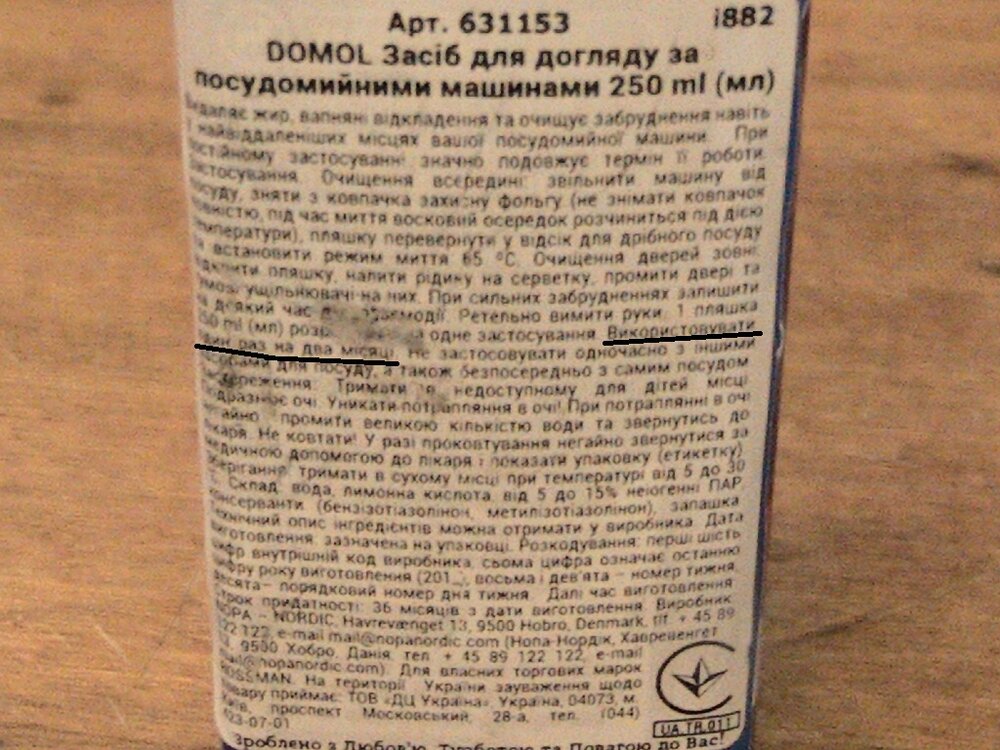 Арт. 631153 i882
DOMOL Засіб для догляду за
посудомийними машинами 250 ml (мл)
Видаляє жир, вапняні відкладення та очищує забруднення навіть
найвіддаленіших місцях вашої посудомийної машини. При
постійному застосуванні значно подовжує термін її роботи.
Застосування. Очищення всередині: звільнити машину від
посуду, зняти з ковпачка захисну фольгу (не знімати ковпачок
повністю, під час миття восковий осередок розчиниться під дією
температури), пляшку перевернути у відсік для дрібного посуду
та встановити режим миття 65 °C. Очищення дверей зовні:
відкрити пляшку, налити рідину на серветку, промити двері та
гумові ущільнювачі на них. При сильних забрудненнях залишити
на деякий час для взаємодії. Ретельно вимити руки. 1 пляшка
250 ml (мл) на одне застосування. Використовувати
один раз на два місяці. Не застосовувати одночасно з іншими
засобами для посуду, а також безпосередньо з самим посудом.
Застереження: Тримати в недоступному для дітей місці.
Подразнює очі. Уникати потрапляння в очі! При потраплянні в очі
негайно промити великою кількістю води та звернутись до
лікаря. Не ковтати! У разі проковтування негайно звернутися за
медичною допомогою до лікаря і показати упаковку (етикетку).
Зберігання: тримати в сухому місці при температурі від 5 до 30
°C. Склад: вода, лимонна кислота, від 5 до 15% неіогенні ПАР,
консерванти (бензізотіазолінон, метилізотіазолінон), запашка.
Технічний опис інгредієнтів можна отримати у виробника. Дата
виготовлення: зазначена на упаковці. Розкодування: перші шість
цифр внутрішній код виробника, сьома цифра означає останню
цифру року виготовлення (201_), восьма і дев'ята – номер тижня,
десята– порядковий номер дня тижня. Далі час виготовлення.
Строк придатності: 36 місяців з дати виготовлення. Виробник:
NOPA – NORDIC, Havrevænget 13, 9500 Hobro, Denmark, tlf. + 45 89
122 122, e-mail mail@nopanordic.com (Нопа-Нордік, Хавревенгет
9500 Хобро, Данія, тел. + 45 89 122 122, e-mail
mail@nopanordic.com). Для власних торгових марок
ROSSMAN. На території України зауваження щодо
товару приймає: ТОВ «ДЦ Україна», Україна, 04073, м.
Київ, проспект Московський, 28-а, тел. (044)
423-07-01
UA.TR.011
Зроблено з Любов'ю, Турботою та Повагою до Вас!